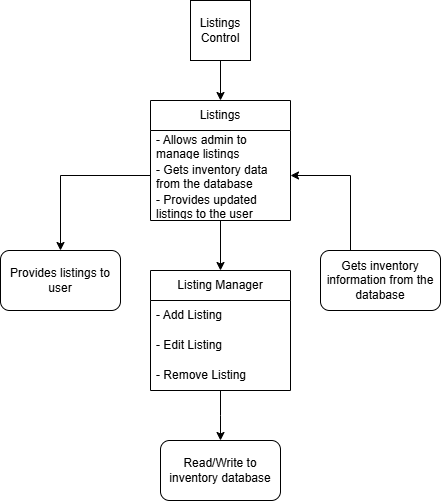 Listings
Control
Listings
- Allows admin to
manage listings
- Gets inventory data
from the database
- Provides updated
listings to the user
Provides listings to
user
Gets inventory
information from the
database
Listing Manager
- Add Listing
- Edit Listing
- Remove Listing
Read/Write to
inventory database